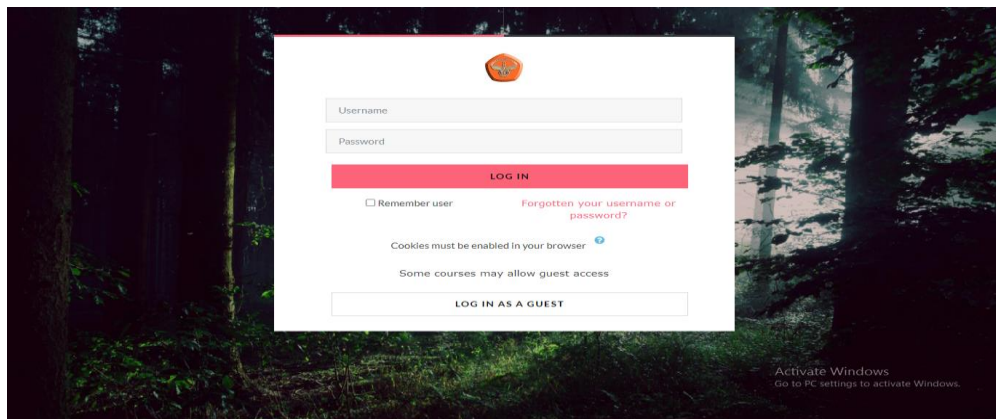 Username
Password
LOG IN
Remember user
Forgotten your username or
password?
Cookies must be enabled in your browser
Some courses may allow guest access
LOG IN AS A GUEST
Activate Windows
Go to PC settings to activate Windows.